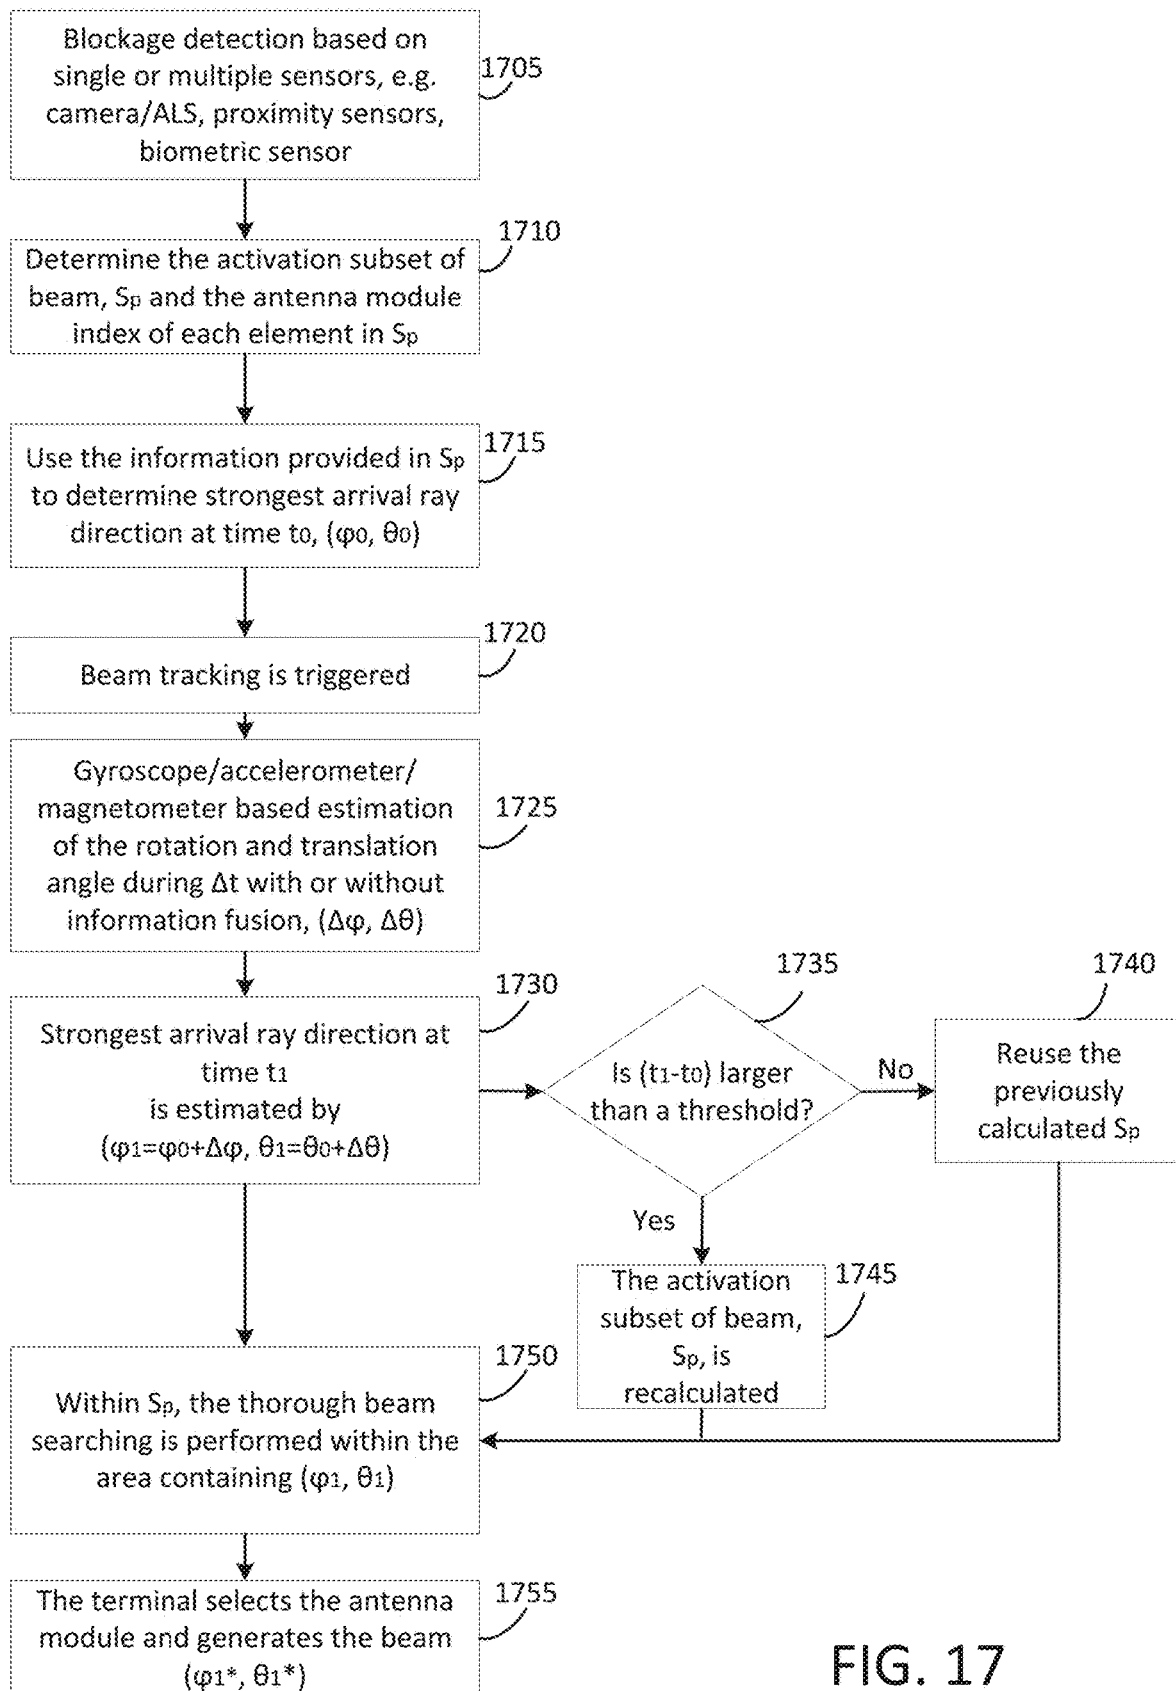 Blockage detection based on
single or multiple sensors, e.g.
camera/ALS, proximity sensors,
biometric sensor
1705
Determine the activation subset of
beam, Sp and the antenna module
index of each element in Sp
1710
Use the information provided in Sp
to determine strongest arrival ray
direction at time t0, (φ0, θ0)
1715
Beam tracking is triggered
1720
Gyroscope/accelerometer/
magnetometer based estimation
of the rotation and translation
angle during Δt with or without
information fusion, (Δφ, Δθ)
1725
Strongest arrival ray direction at
time t1
is estimated by
(φ1=φ0+Δφ, θ1=θ0+Δθ)
1730
Is (t1-t0) larger
than a threshold?
1735
No
Reuse the
previously
calculated Sp
1740
Yes
The activation
subset of beam,
Sp, is
recalculated
1745
Within Sp, the thorough beam
searching is performed within the
area containing (φ1, θ1)
1750
The terminal selects the antenna
module and generates the beam
(φ1*, θ1*)
1755
FIG. 17